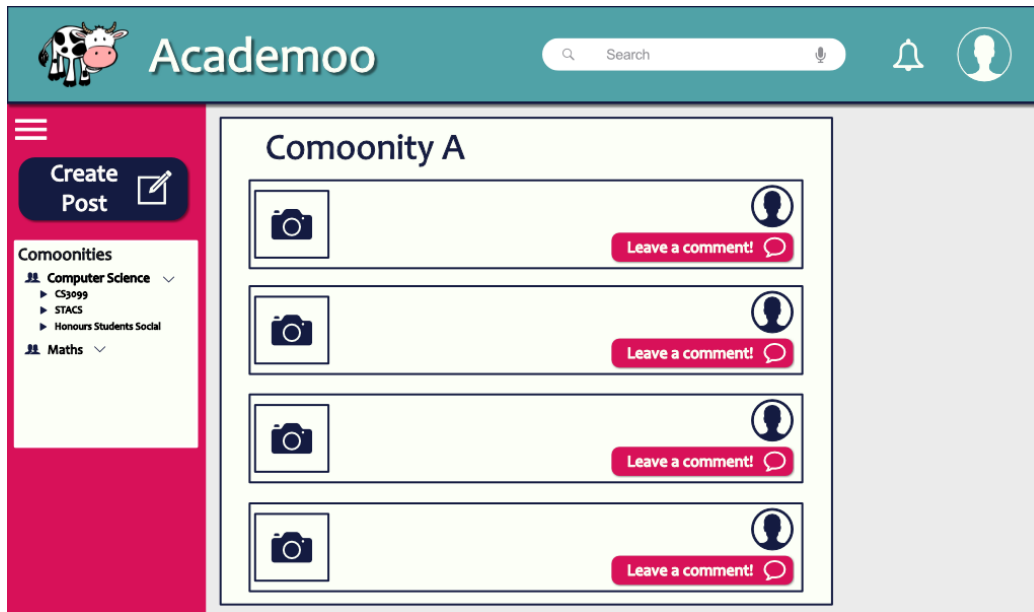 Academoo
Search
Create
Post
Comoonities
Computer Science
CS3099
STACS
Honours Students Social
Maths
Comoonity A
Leave a comment!
Leave a comment!
Leave a comment!
Leave a comment!